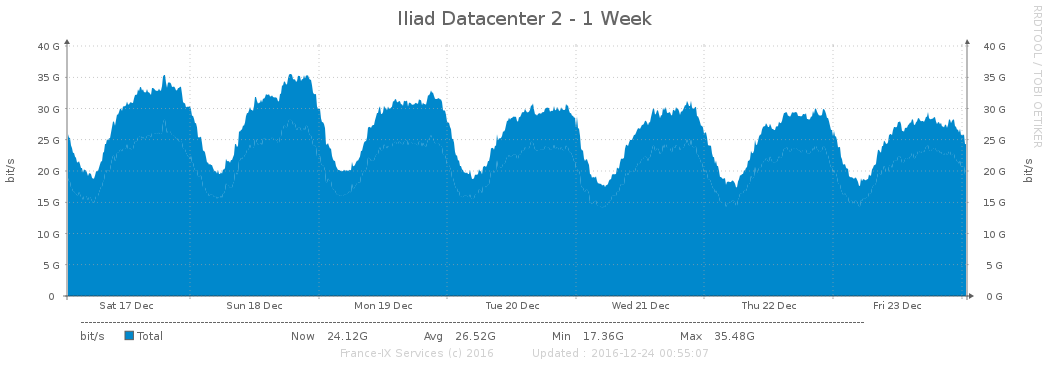 Iliad Datacenter 2 - 1 Week
RRDTOOL / TOBI OETIKER
bit/s
bit/s
40 G 40 G
35 G 35 G
30 G 30 G
25 G 25 G
20 G 20 G
15 G 15 G
10 G 10 G
5 G 5 G
0 0 G
Sat 17 Dec Sun 18 Dec Mon 19 Dec Tue 20 Dec Wed 21 Dec Thu 22 Dec Fri 23 Dec
bit/s Total Now 24.12G Avg 26.52G Min 17.36G Max 35.48G
France-IX Services (c) 2016 Updated : 2016-12-24 00:55:07